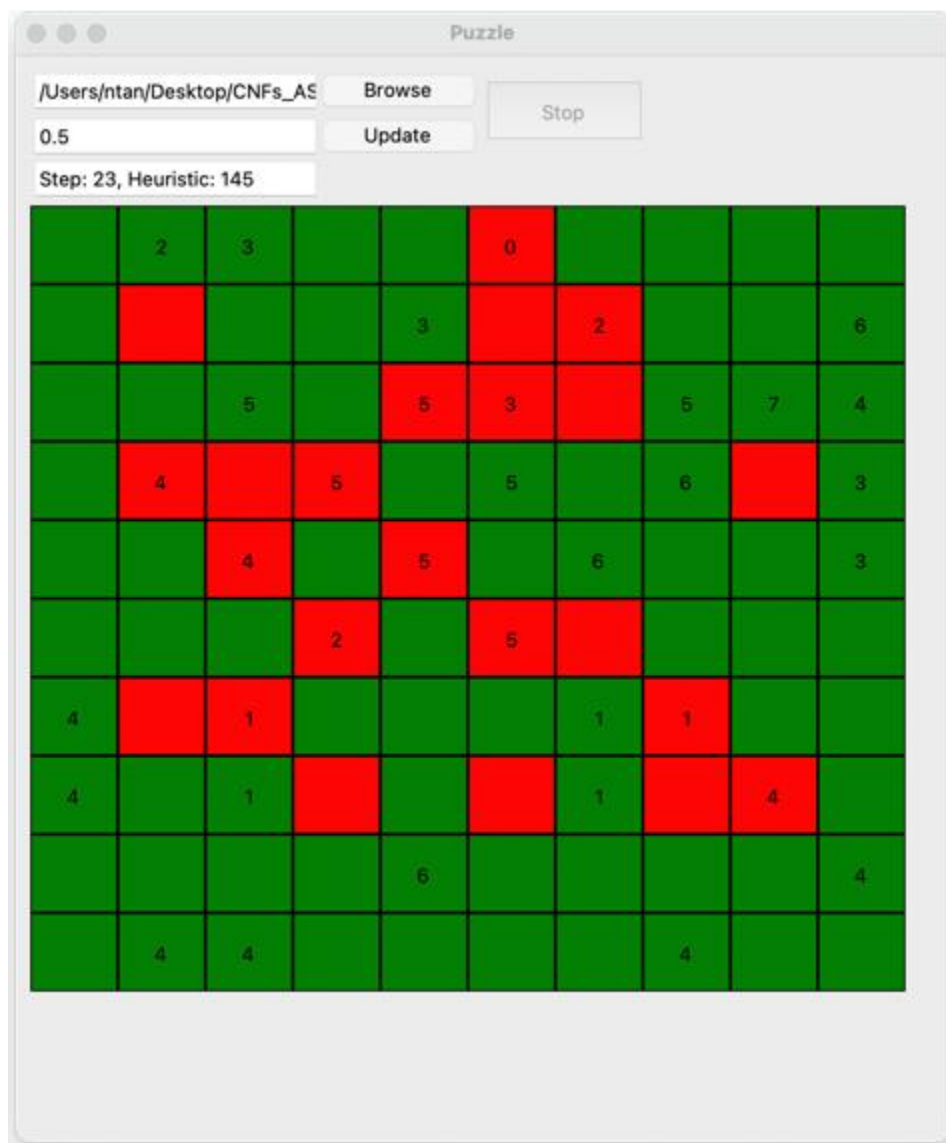 Puzzle
/Users/ntan/Desktop/CNFs_AS Browse
Stop
0.5 Update
Step: 23, Heuristic: 145
2 3 0
3 2 6
5 5 3 5 7 4
4 5 5 6 3
4 5 6 3
2 5
4 1 1 1
4 1 1 4
6 4
4 4 4